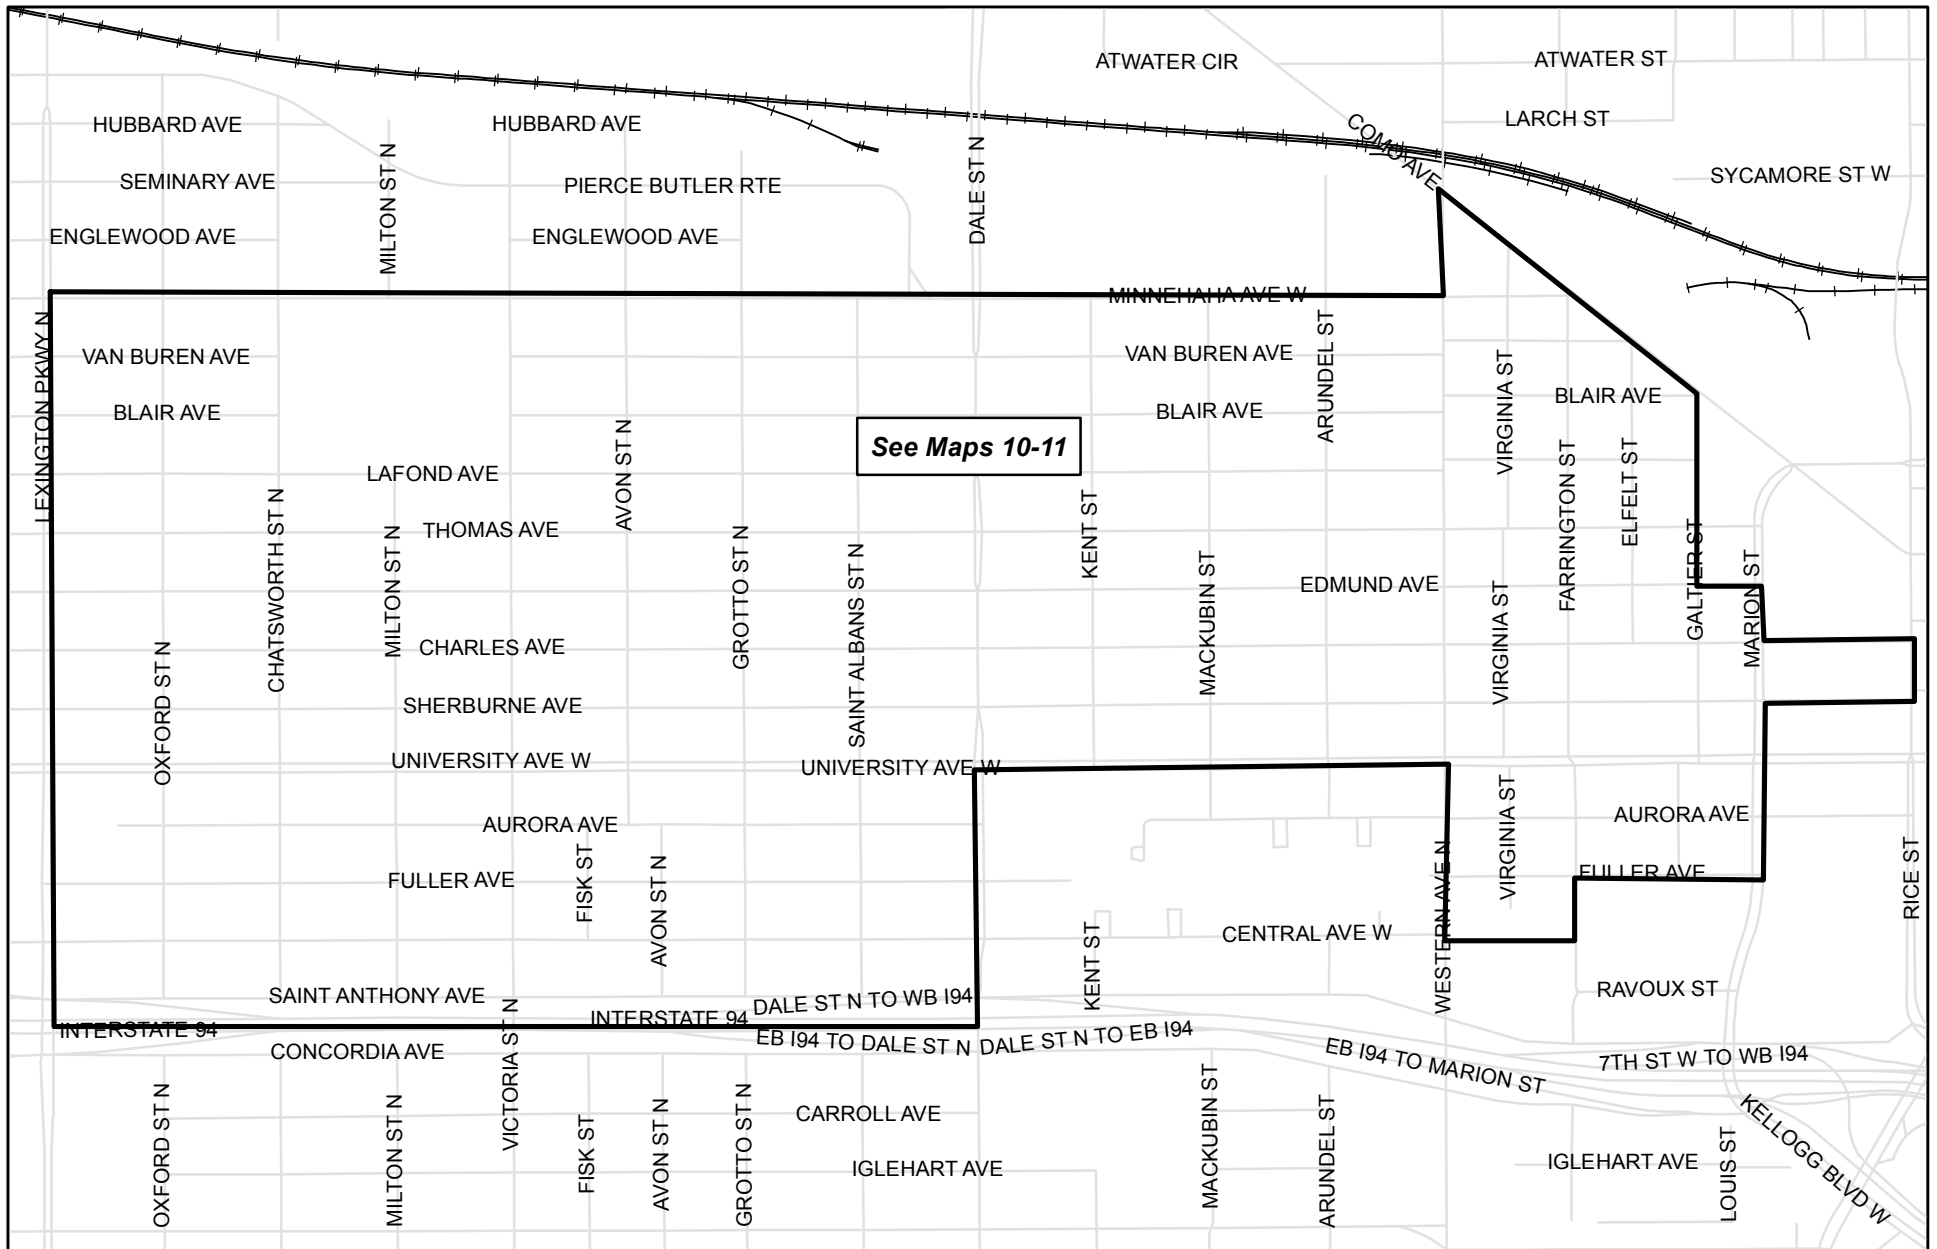 ATWATER CIR
ATWATER ST
HUBBARD AVE
HUBBARD AVE
LARCH ST
COMO AVE
SEMINARY AVE
MILTON ST N
PIERCE BUTLER RTE
DALE ST N
SYCAMORE ST W
ENGLEWOOD AVE
ENGLEWOOD AVE
MINNEHAHA AVE W
LEXINGTON PKWY N
VAN BUREN AVE
VAN BUREN AVE
ARUNDEL ST
VIRGINIA ST
BLAIR AVE
BLAIR AVE
BLAIR AVE
See Maps 10-11
AVON ST N
LAFOND AVE
FARRINGTON ST
ELFELT ST
CHATSWORTH ST N
THOMAS AVE
KENT ST
MILTON ST N
GROTTO ST N
SAINT ALBANS ST N
MACKUBIN ST
EDMUND AVE
GALTIER ST
MARION ST
VIRGINIA ST
OXFORD ST N
CHARLES AVE
SHERBURNE AVE
UNIVERSITY AVE W
UNIVERSITY AVE W
VIRGINIA ST
AURORA AVE
AURORA AVE
FISK ST
AVON ST N
FULLER AVE
FULLER AVE
WESTERN AVE N
RICE ST
KENT ST
CENTRAL AVE W
SAINT ANTHONY AVE
DALE ST N TO WB I94
RAVOUX ST
INTERSTATE 94
INTERSTATE 94
VICTORIA ST N
EB I94 TO DALE ST N
DALE ST N TO EB I94
CONCORDIA AVE
EB I94 TO MARION ST
7TH ST W TO WB I94
OXFORD ST N
MILTON ST N
FISK ST
AVON ST N
GROTTO ST N
CARROLL AVE
MACKUBIN ST
ARUNDEL ST
KELLOGG BLVD W
IGLEHART AVE
IGLEHART AVE
LOUIS ST